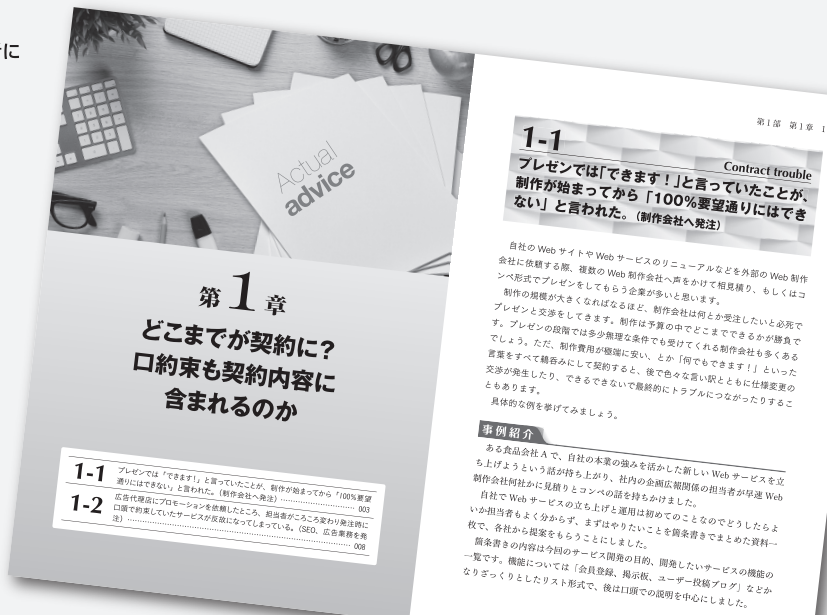 に
Actual
advice
第1章
どこまでが契約に?
口約束も契約内容に
含まれるのか
1-1 プレゼンでは「できます!」と言っていたことが、制作が始まってから「100%要望
通りにはできない」と言われた。(制作会社へ発注) 003
1-2 広告代理店にプロモーションを依頼したところ、担当者がころころ変わり発注時に
口頭で約束していたサービスが反故になってしまっている。(SEO、広告業務を発
注) 008
第1部 第1章 1
1-1
Contract trouble
プレゼンでは「できます!」と言っていたことが、
制作が始まってから「100%要望通りにはでき
ない」と言われた。(制作会社へ発注)
自社のWebサイトやWebサービスのリニューアルなどを外部のWeb制作
会社に依頼する際、複数のWeb制作会社へ声をかけて相見積り、もしくはコ
ンペ形式でプレゼンをしてもらう企業が多いと思います。
制作の規模が大きくなればなるほど、制作会社は何とか受注したいと必死で
プレゼンと交渉をしてきます。制作は予算の中でどこまでできるかが勝負で
す。プレゼンの段階では多少無理な条件でも受けてくれる制作会社も多くある
でしょう。ただ、制作費用が極端に安い、とか「何でもできます!」といった
言葉をすべて鵜呑みにして契約すると、後で色々な言い訳とともに仕様変更の
交渉が発生したり、できるできないで最終的にトラブルにつながったりするこ
ともあります。
具体的な例を挙げてみましょう。
事例紹介
ある食品会社Aで、自社の本業の強みを活かした新しいWebサービスを立
ち上げようという話が持ち上がり、社内の企画広報関係の担当者が早速Web
制作会社何社かに見積りとコンペの話を持ちかけました。
自社でWebサービスの立ち上げと運用は初めてのことなのでどうしたらよ
いか担当者もよく分からず、まずはやりたいことを箇条書きでまとめた資料一
枚で、各社から提案をもらうことにしました。
箇条書きの内容は今回のサービス開発の目的、開発したいサービスの機能の
一覧です。機能については「会員登録、掲示板、ユーザー投稿ブログ」などか
なりざっくりとしたリスト形式で、後は口頭での説明を中心にしました。